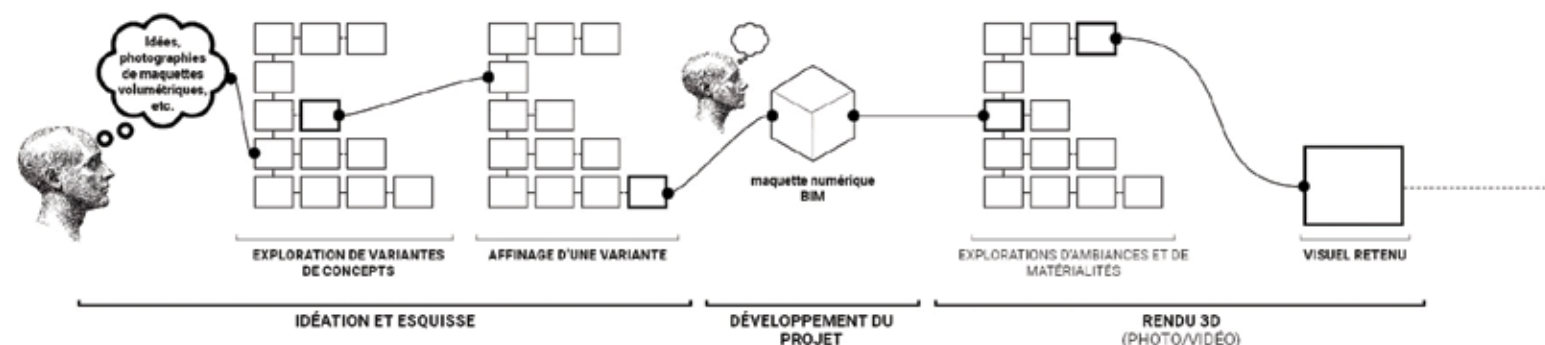 Idées,
photographies
de maquettes
volumétriques,
etc.
maquette numérique
BIM
EXPLORATION DE VARIANTES
DE CONCEPTS
AFFINAGE D'UNE VARIANTE
EXPLORATIONS D'AMBIANCES ET DE
MATÉRIALITÉS
VISUEL RETENU
IDÉATION ET ESQUISSE
DÉVELOPPEMENT DU
PROJET
RENDU 3D
(PHOTO/VIDÉO)